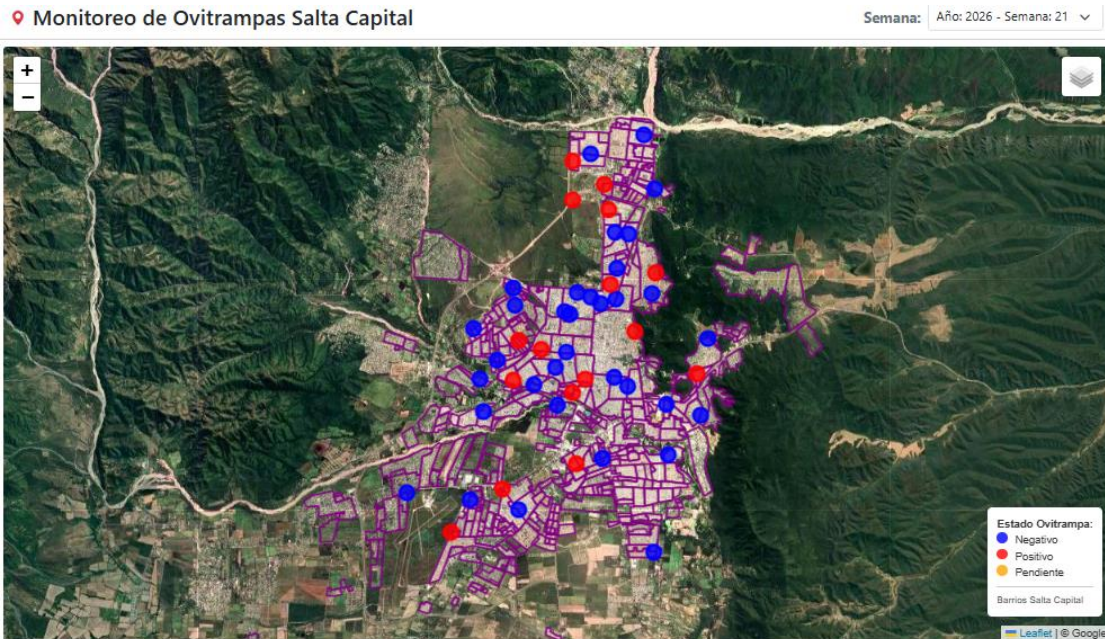 Monitoreo de Ovitrampas Salta Capital
Semana: Año: 2026 - Semana: 21
+
−
Estado Ovitrampa:
Negativo
Positivo
Pendiente
Barrios Salta Capital
Leaflet | © Google